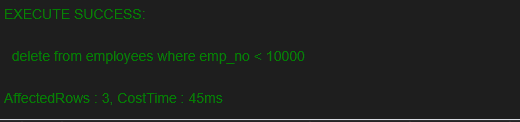 EXECUTE SUCCESS:
delete from employees where emp_no < 10000
AffectedRows : 3, CostTime : 45ms